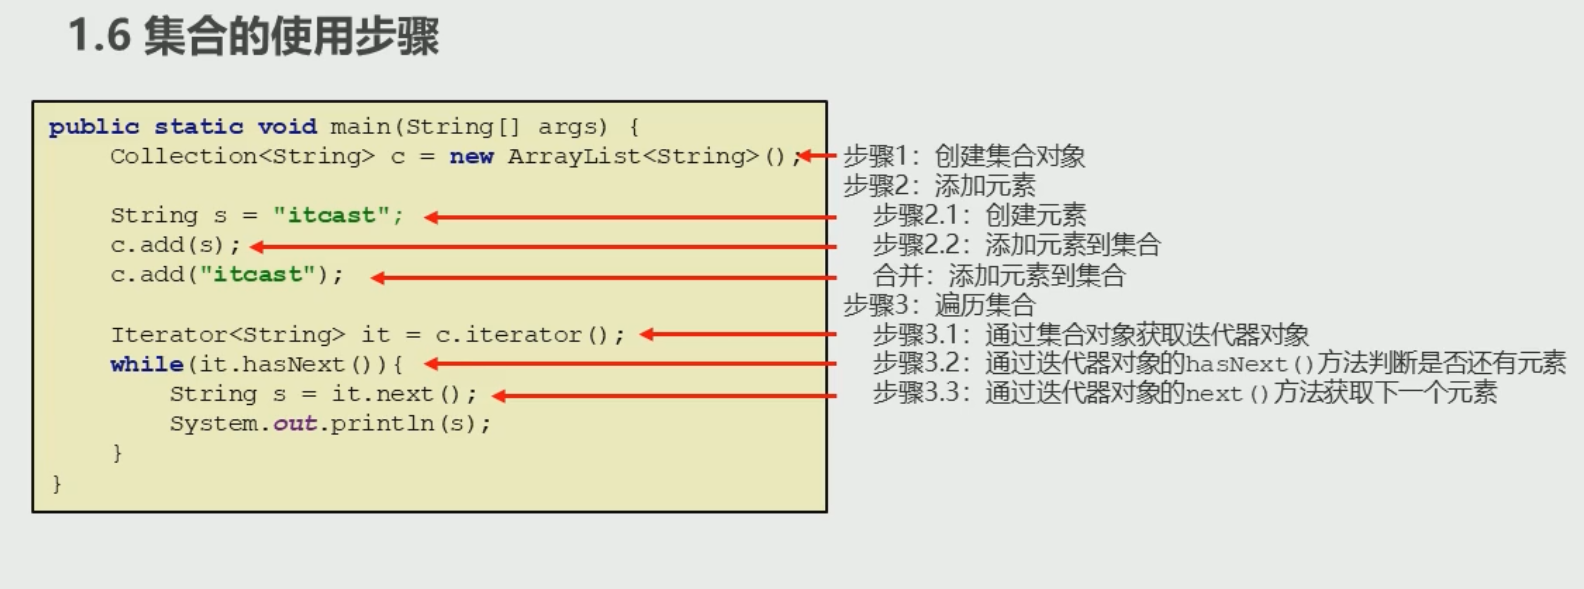 1.6 集合的使用步骤
public static void main(String[] args) {
Collection<String> c = new ArrayList<String>();
步骤1：创建集合对象
步骤2：添加元素
String s = "itcast";
步骤2.1：创建元素
c.add(s);
步骤2.2：添加元素到集合
c.add("itcast");
合并：添加元素到集合
步骤3：遍历集合
Iterator<String> it = c.iterator();
步骤3.1：通过集合对象获取迭代器对象
while(it.hasNext()){
步骤3.2：通过迭代器对象的hasNext()方法判断是否还有元素
String s = it.next();
步骤3.3：通过迭代器对象的next()方法获取下一个元素
System.out.println(s);
}
}